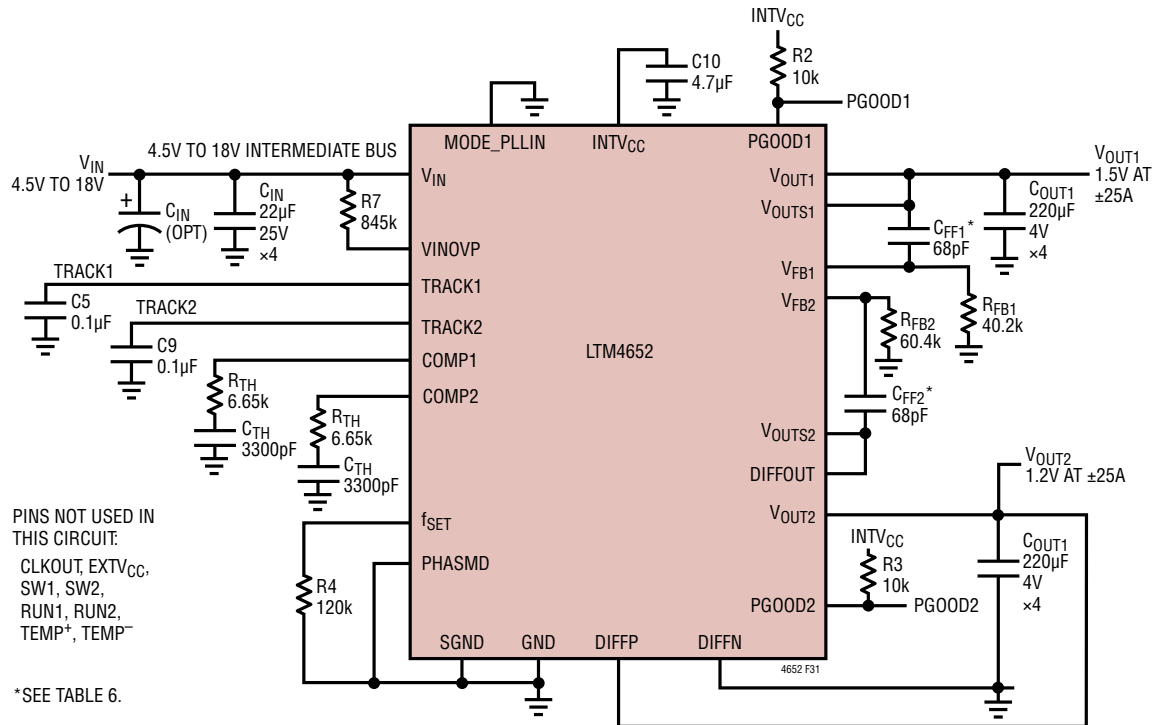 INTVCC
R2
10k
PGOOD1
C10
4.7µF
MODE_PLLIN
INTVCC
PGOOD1
4.5V TO 18V INTERMEDIATE BUS
VIN
4.5V TO 18V
+
CIN
(OPT)
CIN
22µF
25V
×4
R7
845k
VIN
VINOVP
TRACK1
C5
0.1µF
TRACK1
TRACK2
C9
0.1µF
TRACK2
COMP1
RTH
6.65k
CTH
3300pF
COMP2
RTH
6.65k
CTH
3300pF
LTM4652
VOUT1
VOUTS1
VOUT1
1.5V AT
±25A
COUT1
220µF
4V
×4
CFF1*
68pF
VFB1
VFB2
RFB1
40.2k
RFB2
60.4k
CFF2*
68pF
VOUTS2
DIFFOUT
VOUT2
VOUT2
1.2V AT ±25A
COUT1
220µF
4V
×4
INTVCC
R3
10k
PGOOD2
PGOOD2
fSET
PHASMD
R4
120k
SGND
GND
DIFFP
DIFFN
4652 F31
PINS NOT USED IN
THIS CIRCUIT:
CLKOUT, EXTVCC,
SW1, SW2,
RUN1, RUN2,
TEMP+, TEMP–
*SEE TABLE 6.